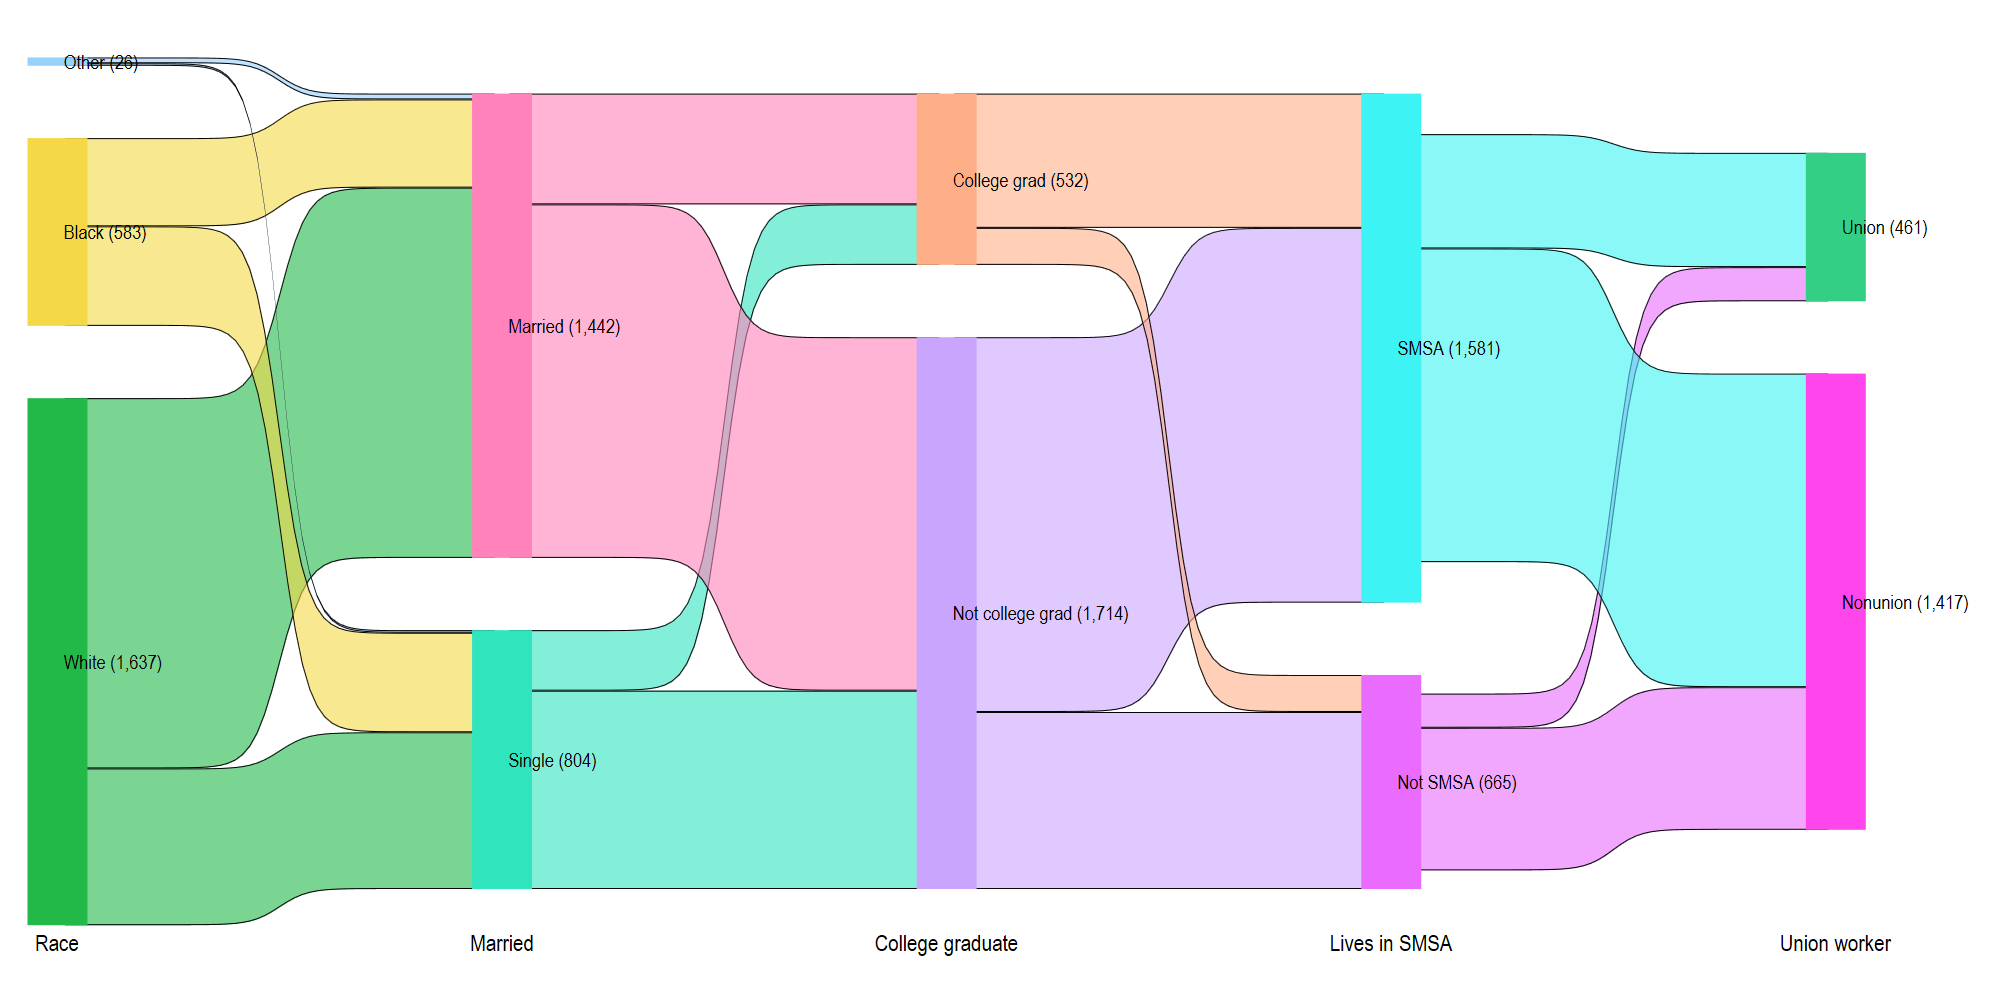 Other (26)
Black (583)
White (1,637)
Married (1,442)
Single (804)
College grad (532)
Not college grad (1,714)
SMSA (1,581)
Not SMSA (665)
Union (461)
Nonunion (1,417)
Race
Married
College graduate
Lives in SMSA
Union worker